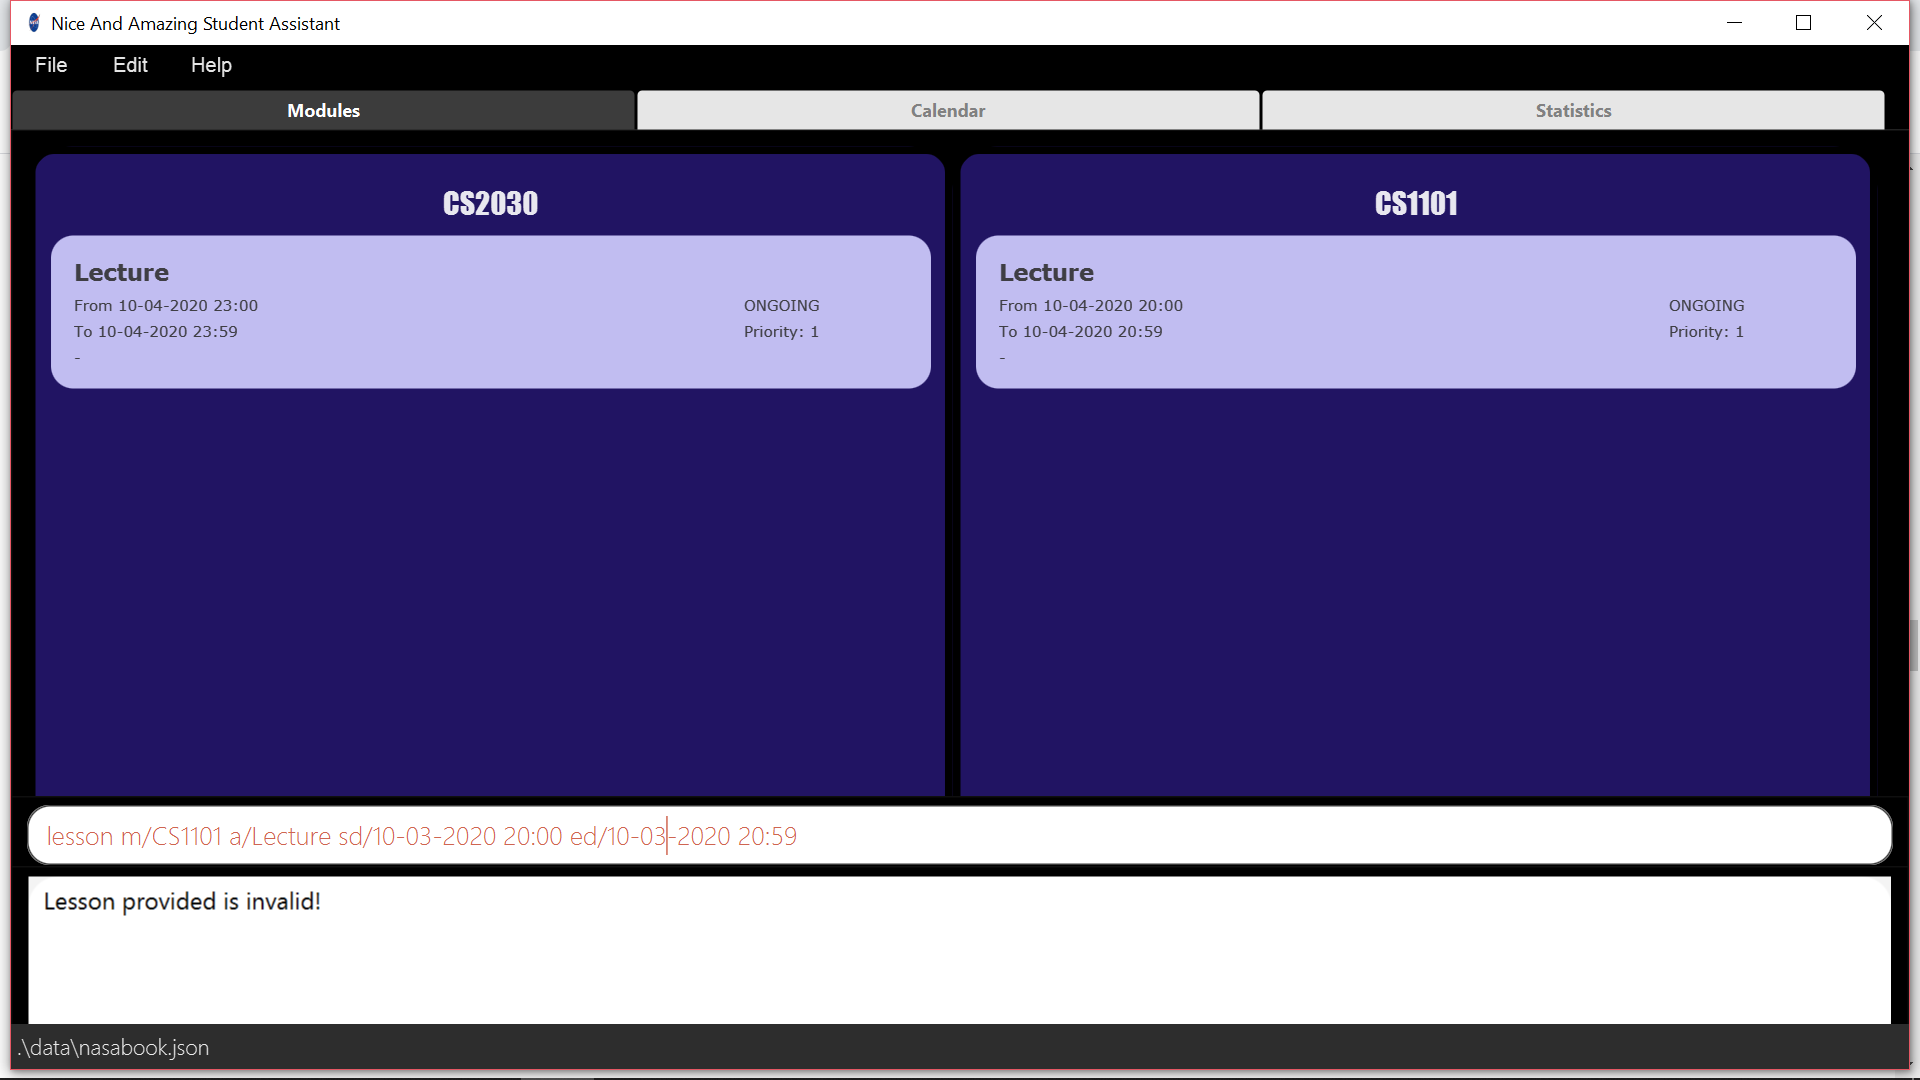 Nice And Amazing Student Assistant
File Edit Help
Modules Calendar Statistics
CS2030
Lecture
From 10-04-2020 23:00 ONGOING
To 10-04-2020 23:59 Priority: 1
-
CS1101
Lecture
From 10-04-2020 20:00 ONGOING
To 10-04-2020 20:59 Priority: 1
-
lesson m/CS1101 a/Lecture sd/10-03-2020 20:00 ed/10-03-2020 20:59
Lesson provided is invalid!
.\data\nasabook.json